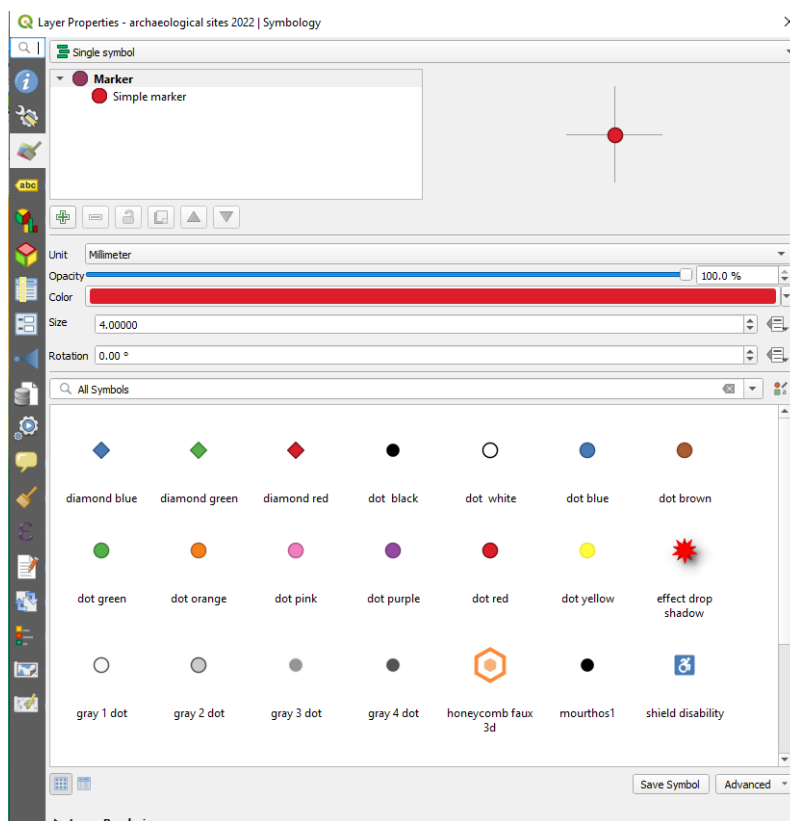 Layer Properties - archaeological sites 2022 | Symbology
Single symbol
Marker
Simple marker
abc
Unit Millimeter
Opacity 100.0 %
Color
Size 4.00000
Rotation 0.00 °
All Symbols
diamond blue diamond green diamond red dot black dot white dot blue dot brown
dot green dot orange dot pink dot purple dot red dot yellow effect drop
shadow
gray 1 dot gray 2 dot gray 3 dot gray 4 dot honeycomb faux mourthos1 shield disability
3d
Save Symbol Advanced